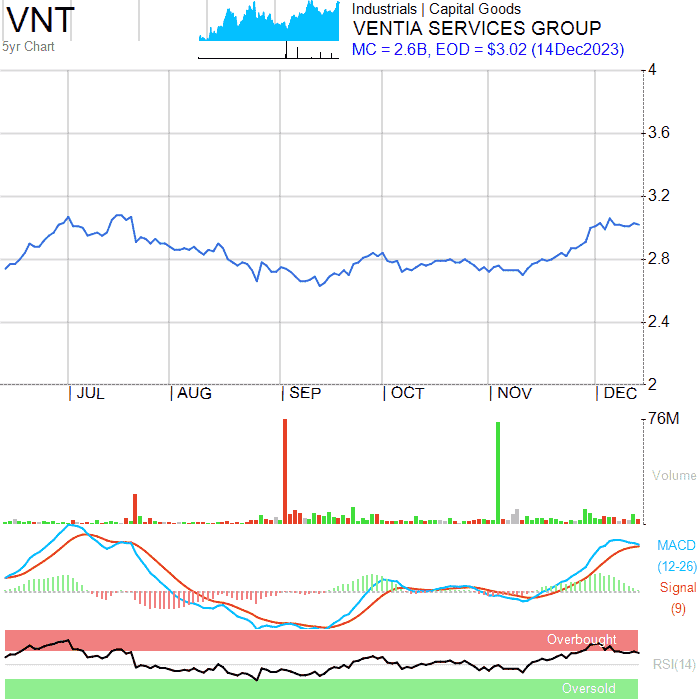 VNT
5yr Chart
Industrials | Capital Goods
VENTIA SERVICES GROUP
MC = 2.6B, EOD = $3.02 (14Dec2023)
4
3.6
3.2
2.8
2.4
2
| JUL | AUG | SEP | OCT | NOV | DEC
76M
Volume
MACD
(12-26)
Signal
(9)
Overbought
RSI(14)
Oversold